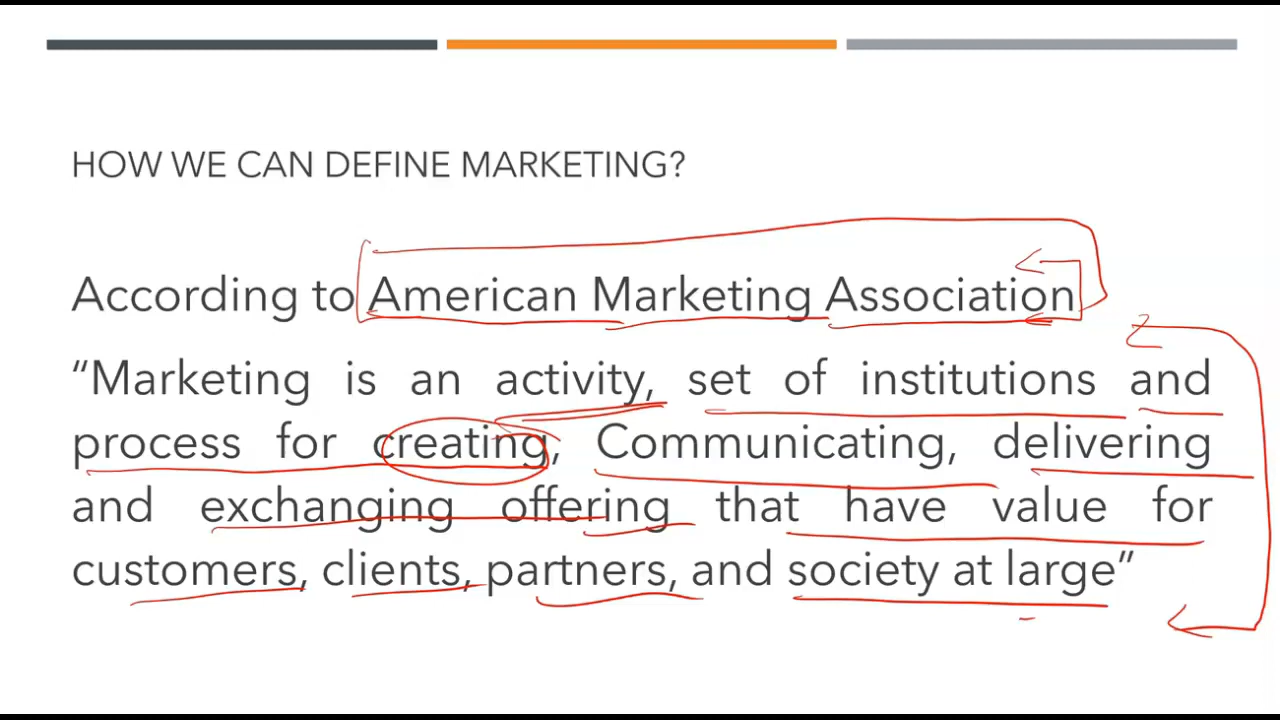 HOW WE CAN DEFINE MARKETING?
According to American Marketing Association
“Marketing is an activity, set of institutions and
process for creating, Communicating, delivering
and exchanging offering that have value for
customers, clients, partners, and society at large”